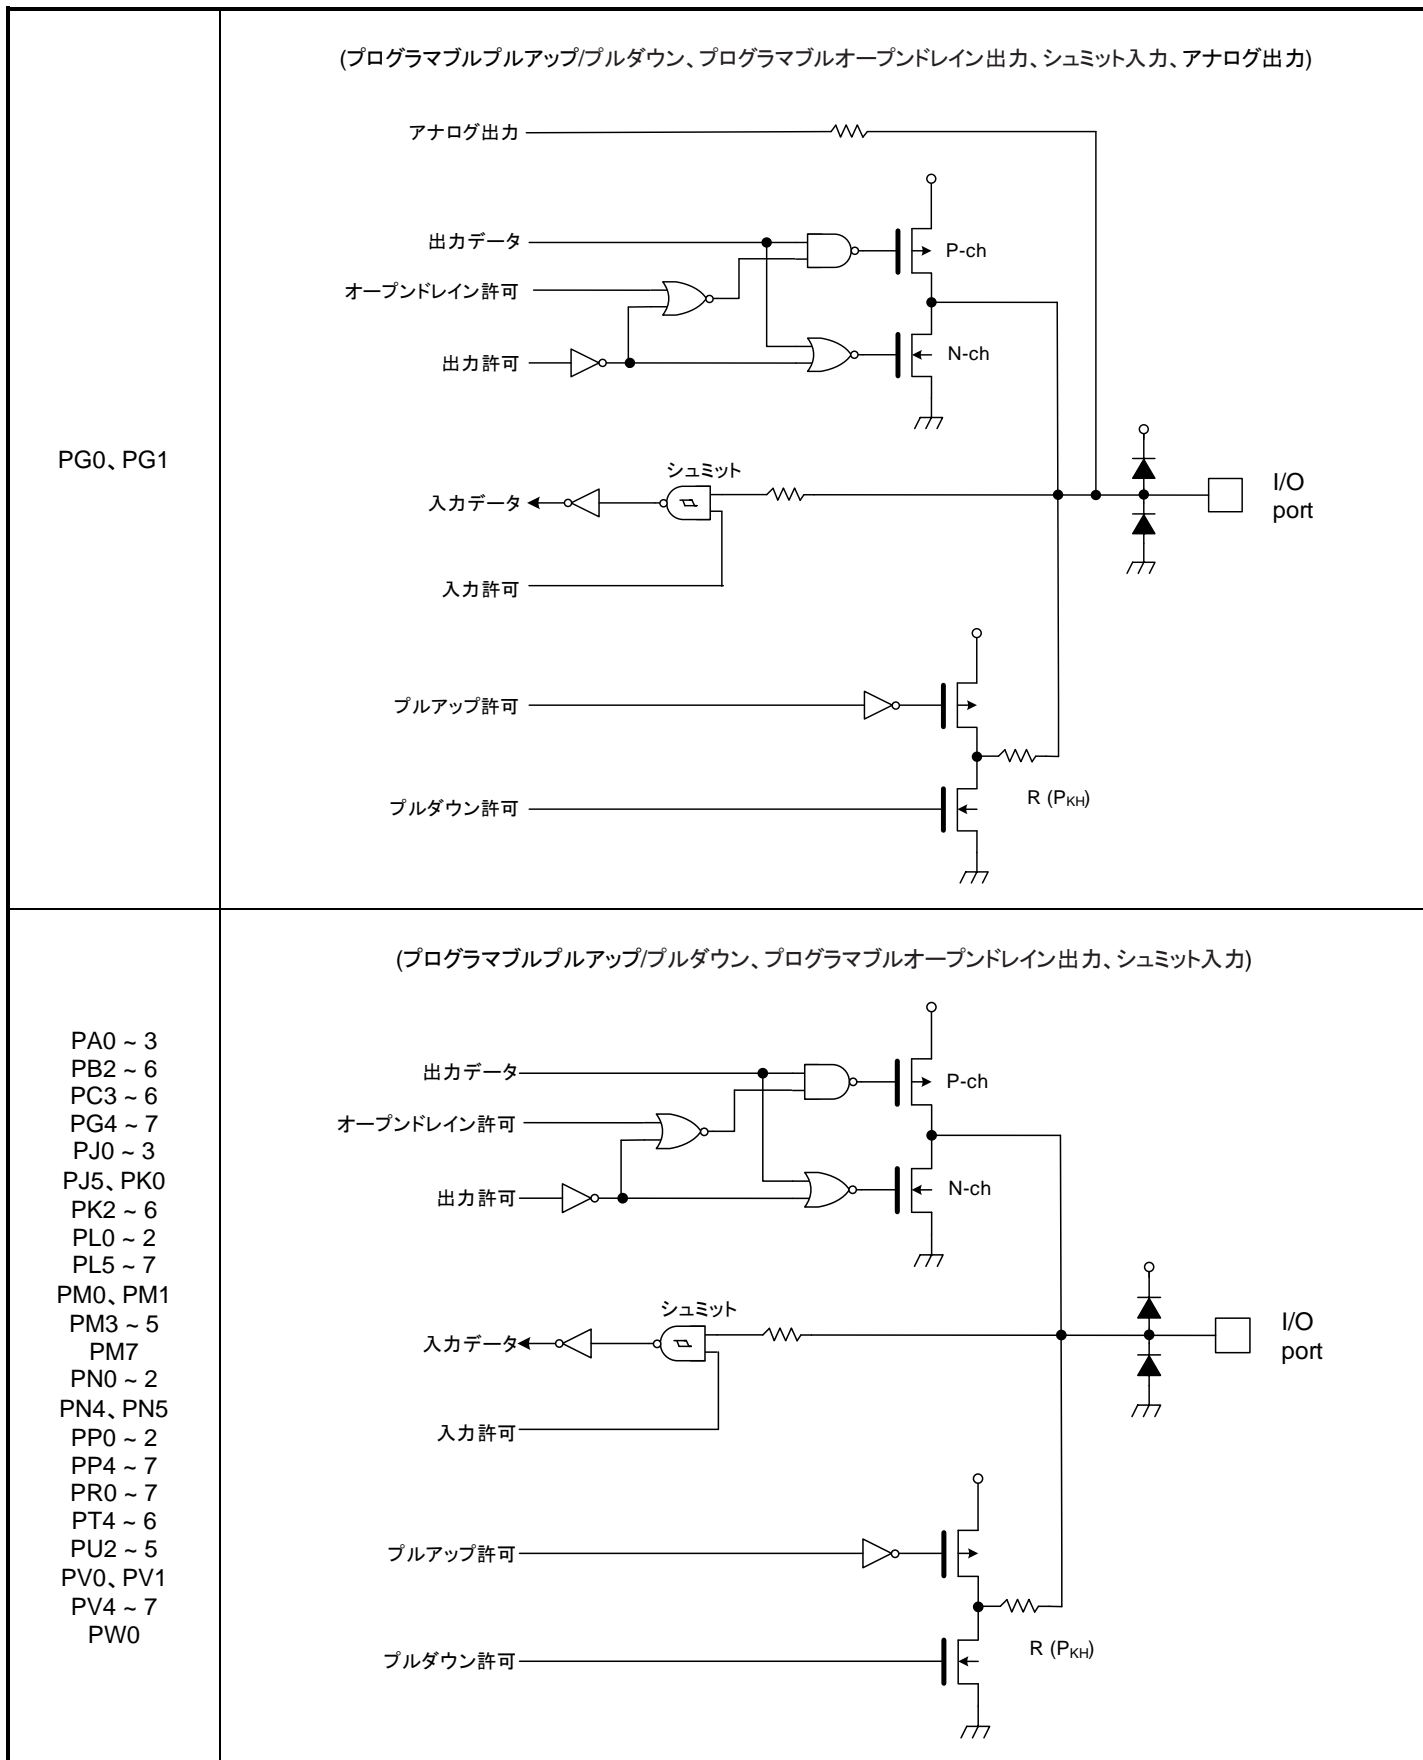 (プログラマブルプルアップ/プルダウン、プログラマブルオープンドレイン出力、シュミット入力、アナログ出力)
アナログ出力
出力データ
P-ch
オープンドレイン許可
出力許可
N-ch
PG0、PG1
シュミット
入力データ
I/O
port
入力許可
プルアップ許可
プルダウン許可
R (PKH)
(プログラマブルプルアップ/プルダウン、プログラマブルオープンドレイン出力、シュミット入力)
PA0 ~ 3
PB2 ~ 6
PC3 ~ 6
PG4 ~ 7
PJ0 ~ 3
PJ5、PK0
PK2 ~ 6
PL0 ~ 2
PL5 ~ 7
PM0、PM1
PM3 ~ 5
PM7
PN0 ~ 2
PN4、PN5
PP0 ~ 2
PP4 ~ 7
PR0 ~ 7
PT4 ~ 6
PU2 ~ 5
PV0、PV1
PV4 ~ 7
PW0
出力データ
P-ch
オープンドレイン許可
出力許可
N-ch
シュミット
入力データ
I/O
port
入力許可
プルアップ許可
プルダウン許可
R (PKH)